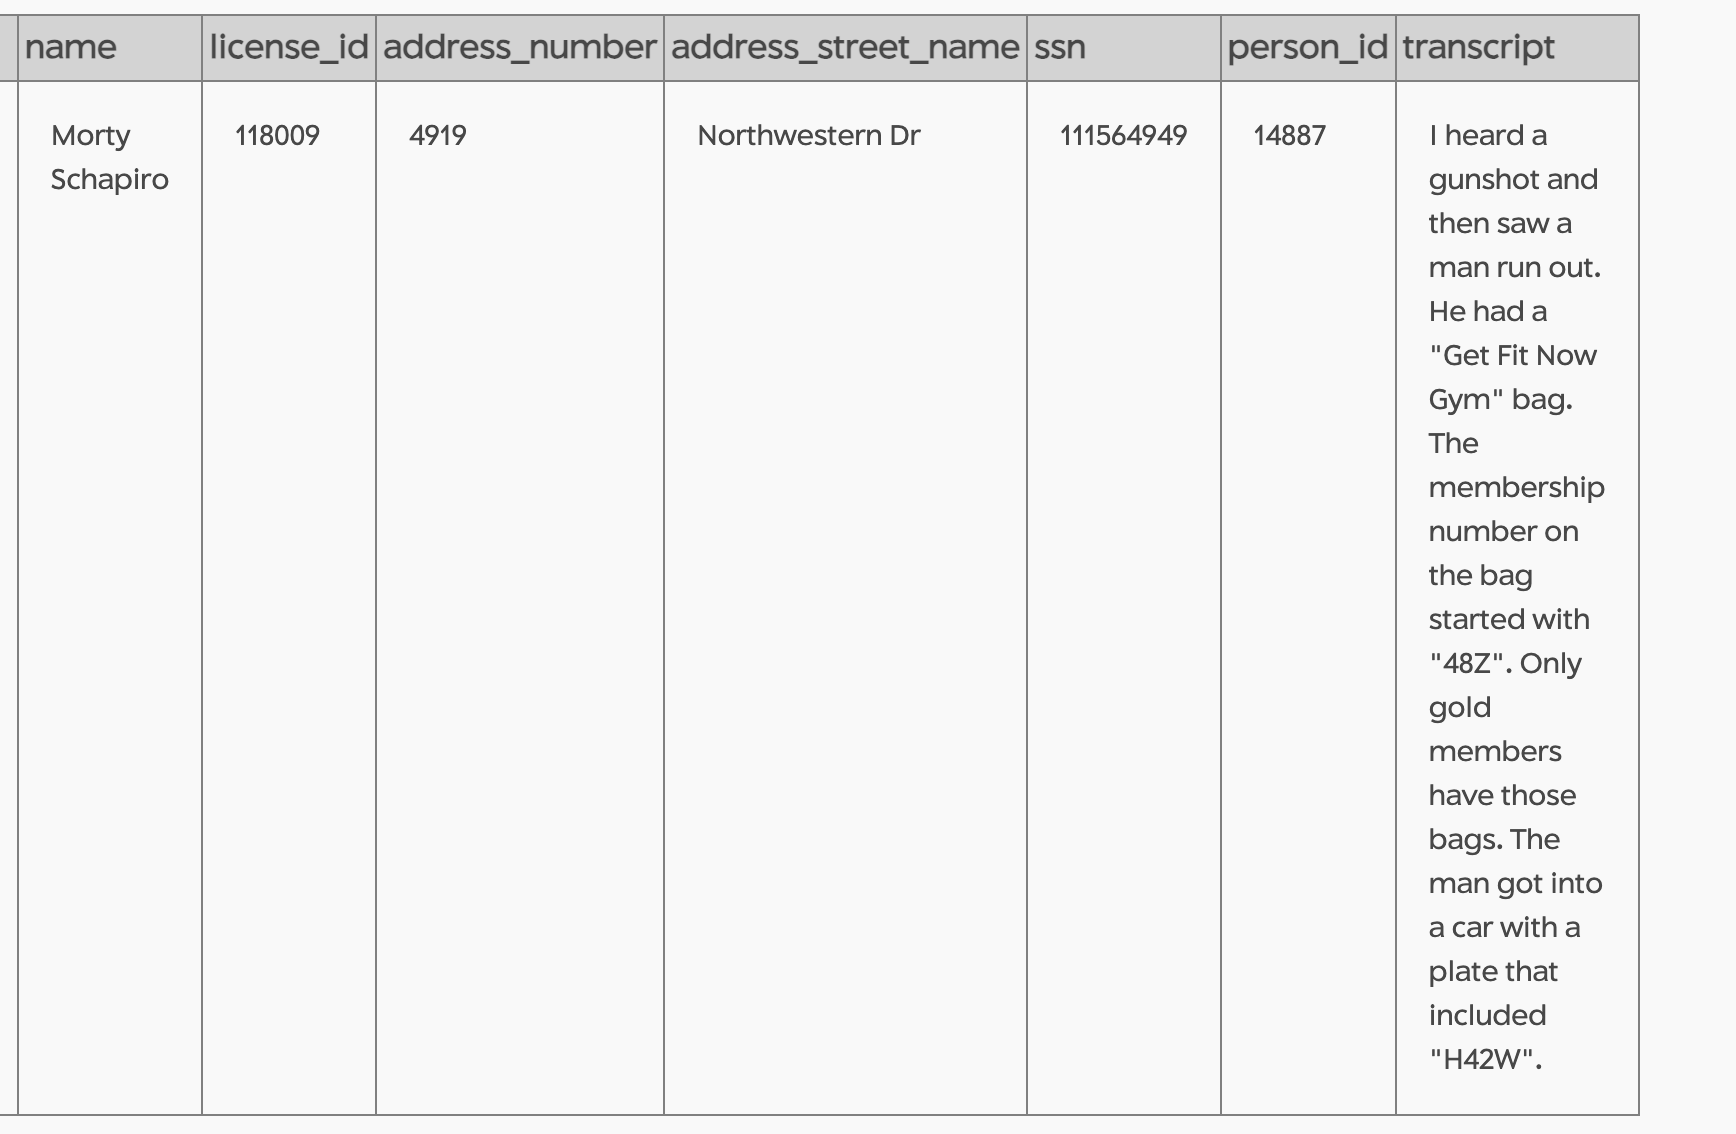 name license_id address_number address_street_name ssn person_id transcript
Morty 118009 4919 Northwestern Dr 111564949 14887 I heard a
Schapiro gunshot and
then saw a
man run out.
He had a
"Get Fit Now
Gym" bag.
The
membership
number on
the bag
started with
"48Z". Only
gold
members
have those
bags. The
man got into
a car with a
plate that
included
"H42W".